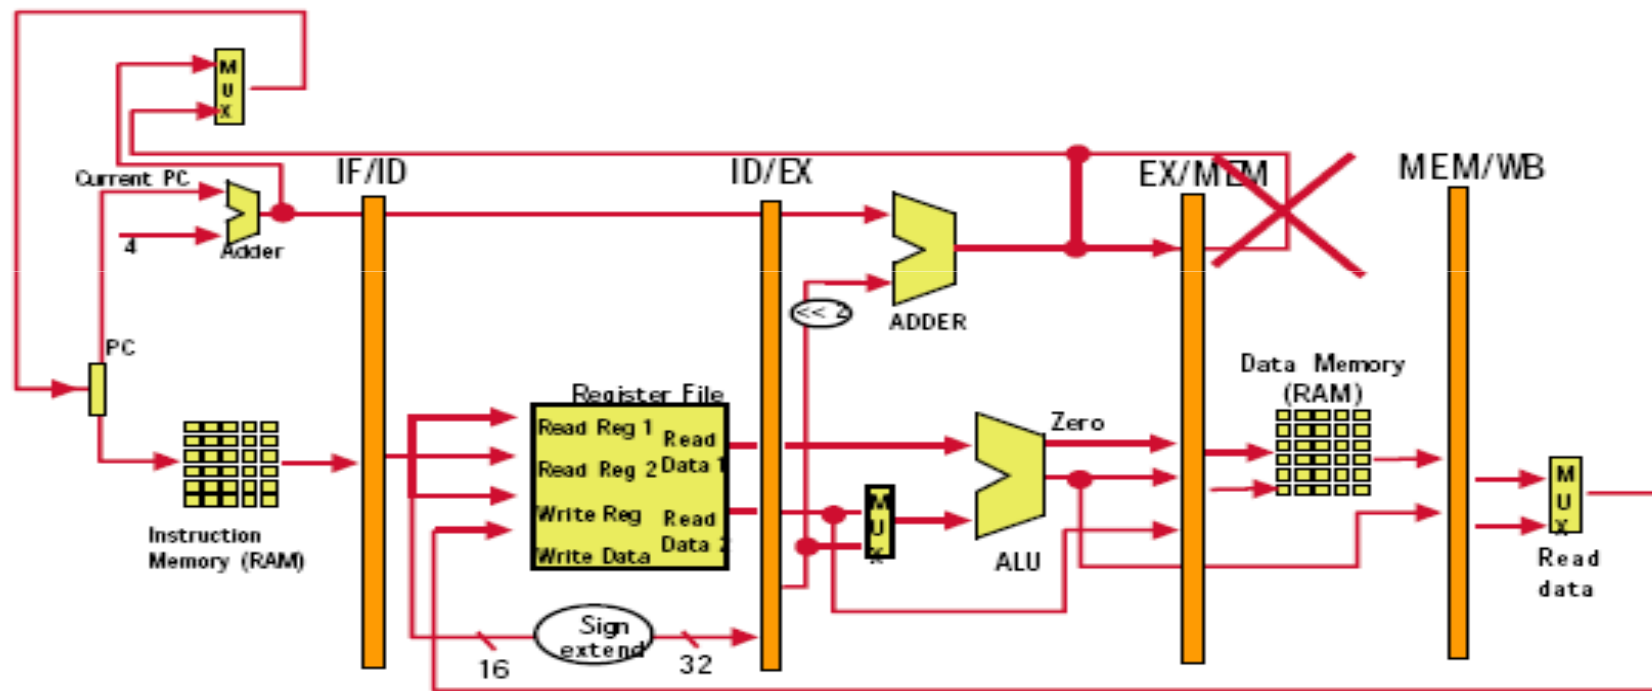 M
U
X
IF/ID
ID/EX
EX/MEM
MEM/WB
Current PC
4
Adder
<< 2
ADDER
PC
Data Memory
(RAM)
Register File
Zero
Read Reg 1
Read
Data 1
Read Reg 2
M
U
X
M
U
X
Write Reg
Read
Data 2
Write Data
Instruction
Memory (RAM)
ALU
Read
data
Sign
extend
16
32